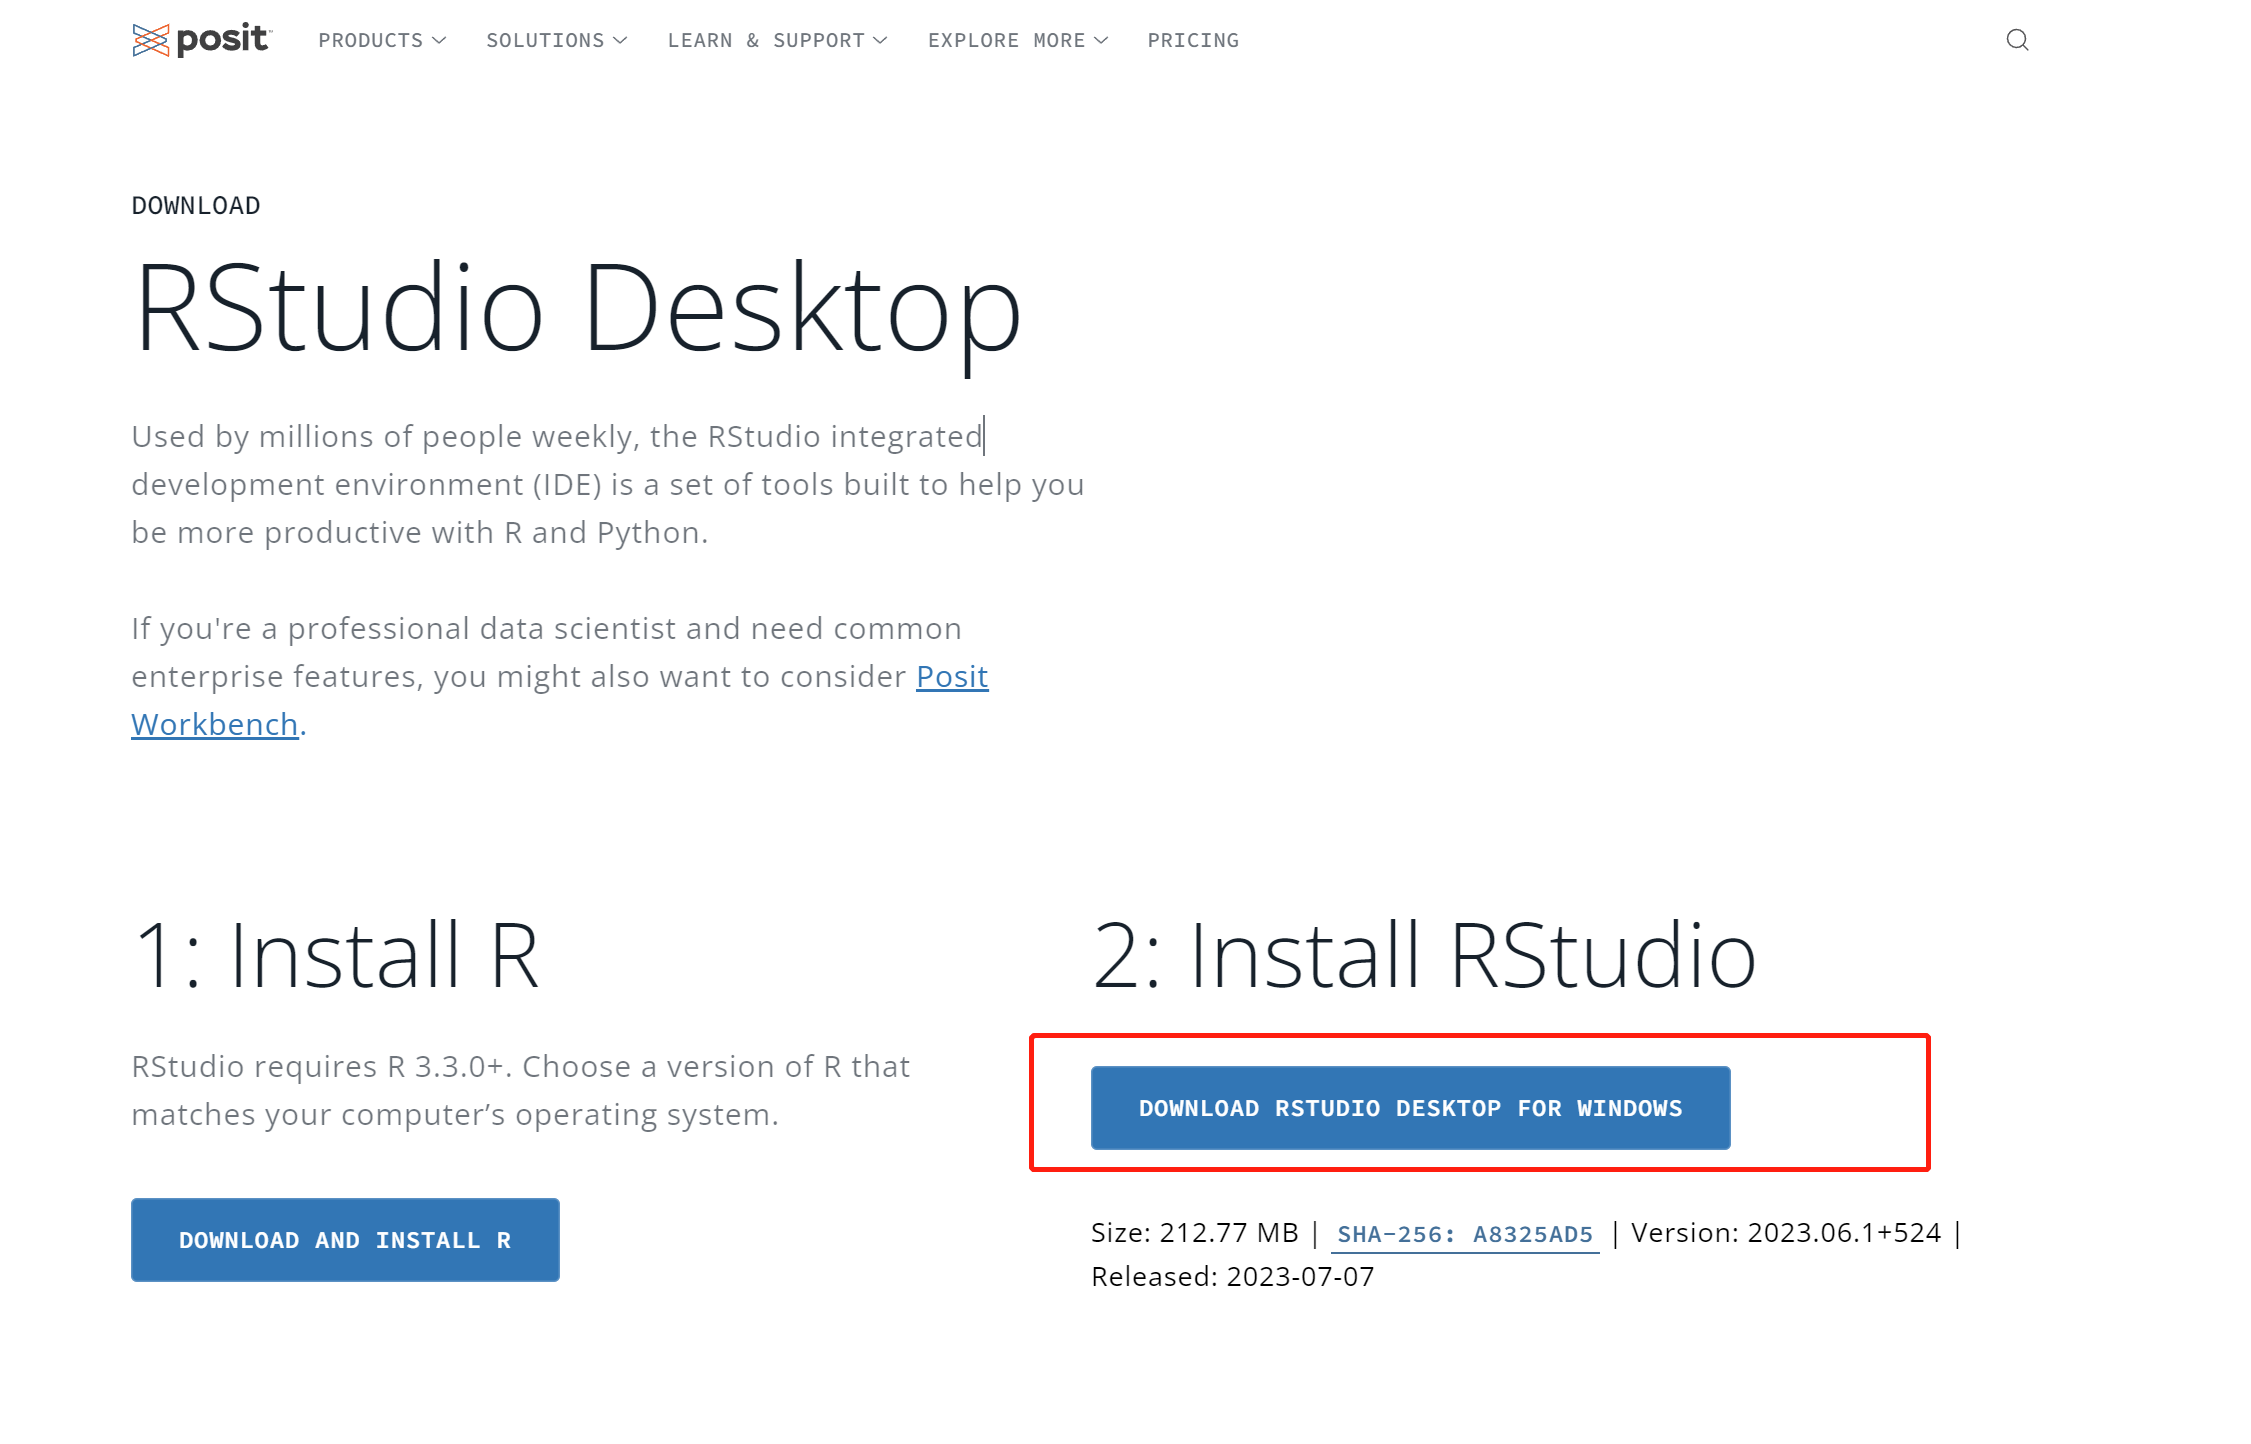 posit™ PRODUCTS SOLUTIONS LEARN & SUPPORT EXPLORE MORE PRICING
DOWNLOAD
RStudio Desktop
Used by millions of people weekly, the RStudio integrated
development environment (IDE) is a set of tools built to help you
be more productive with R and Python.
If you're a professional data scientist and need common
enterprise features, you might also want to consider Posit
Workbench.
1: Install R
RStudio requires R 3.3.0+. Choose a version of R that
matches your computer’s operating system.
DOWNLOAD AND INSTALL R
2: Install RStudio
DOWNLOAD RSTUDIO DESKTOP FOR WINDOWS
Size: 212.77 MB | SHA-256: A8325AD5 | Version: 2023.06.1+524 |
Released: 2023-07-07